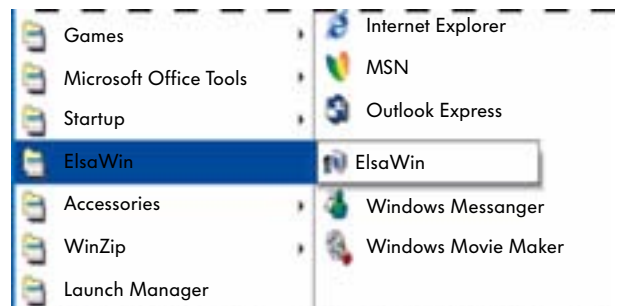 Games
Microsoft Office Tools
Startup
ElsaWin
Accessories
WinZip
Launch Manager
Internet Explorer
MSN
Outlook Express
ElsaWin
Windows Messanger
Windows Movie Maker